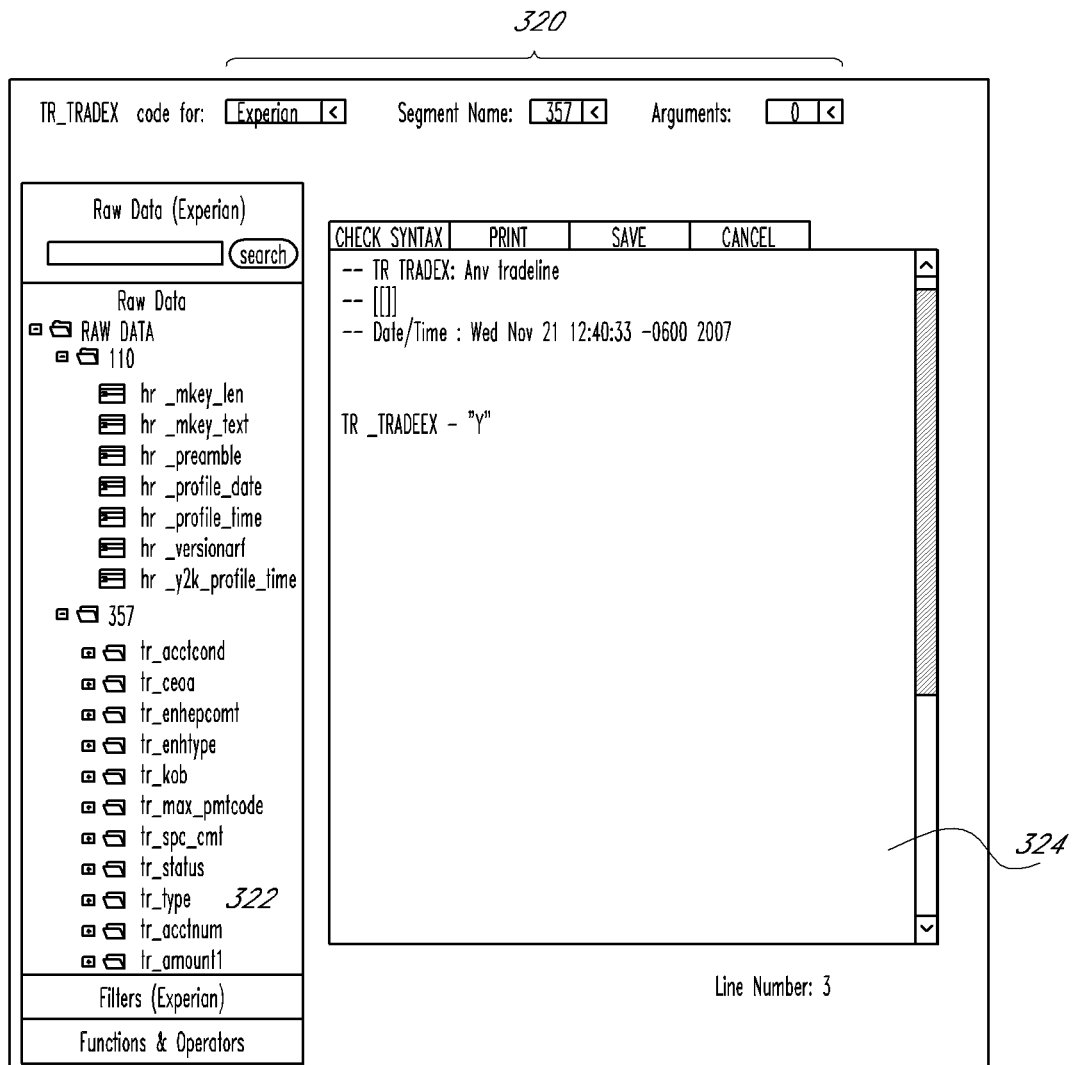 320
TR_TRADEX code for: Experian < Segment Name: 357 < Arguments: 0 <
Raw Data (Experian)
search
Raw Data
RAW DATA
110
hr _mkey_len
hr _mkey_text
hr _preamble
hr _profile_date
hr _profile_time
hr _versionarf
hr _y2k_profile_time
357
tr_acctcond
tr_ceoa
tr_enhepcomt
tr_enhtype
tr_kob
tr_max_pmtcode
tr_spc_cmt
tr_status
tr_type 322
tr_acctnum
tr_amount1
Filters (Experian)
Functions & Operators
CHECK SYNTAX PRINT SAVE CANCEL
-- TR TRADEX: Anv tradeline
-- [[]]
-- Date/Time : Wed Nov 21 12:40:33 -0600 2007
TR _TRADEEX - "Y"
324
Line Number: 3